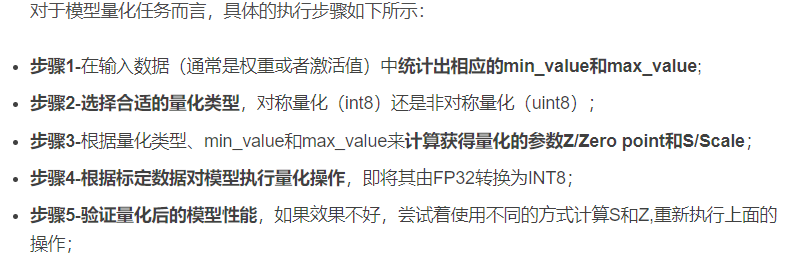 对于模型量化任务而言，具体的执行步骤如下所示：
步骤1-在输入数据（通常是权重或者激活值）中统计出相应的min_value和max_value;
步骤2-选择合适的量化类型，对称量化（int8）还是非对称量化（uint8）；
步骤3-根据量化类型、min_value和max_value来计算获得量化的参数Z/Zero point和S/Scale；
步骤4-根据标定数据对模型执行量化操作，即将其由FP32转换为INT8；
步骤5-验证量化后的模型性能，如果效果不好，尝试着使用不同的方式计算S和Z,重新执行上面的
操作；